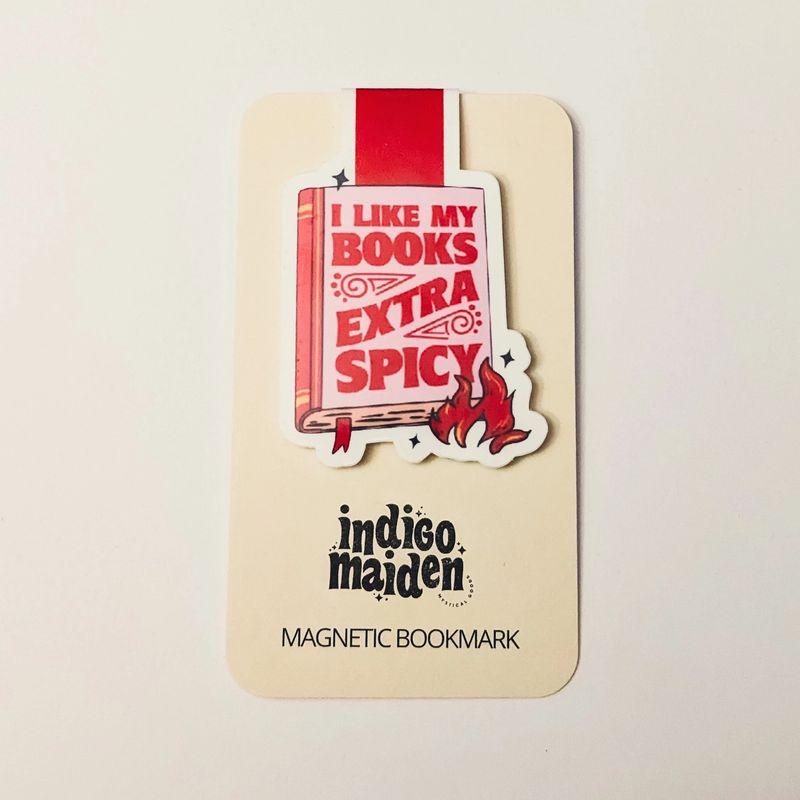 I LIKE MY
BOOKS
EXTRA
SPICY
indigo
maiden
MYSTICAL GOODS
MAGNETIC BOOKMARK